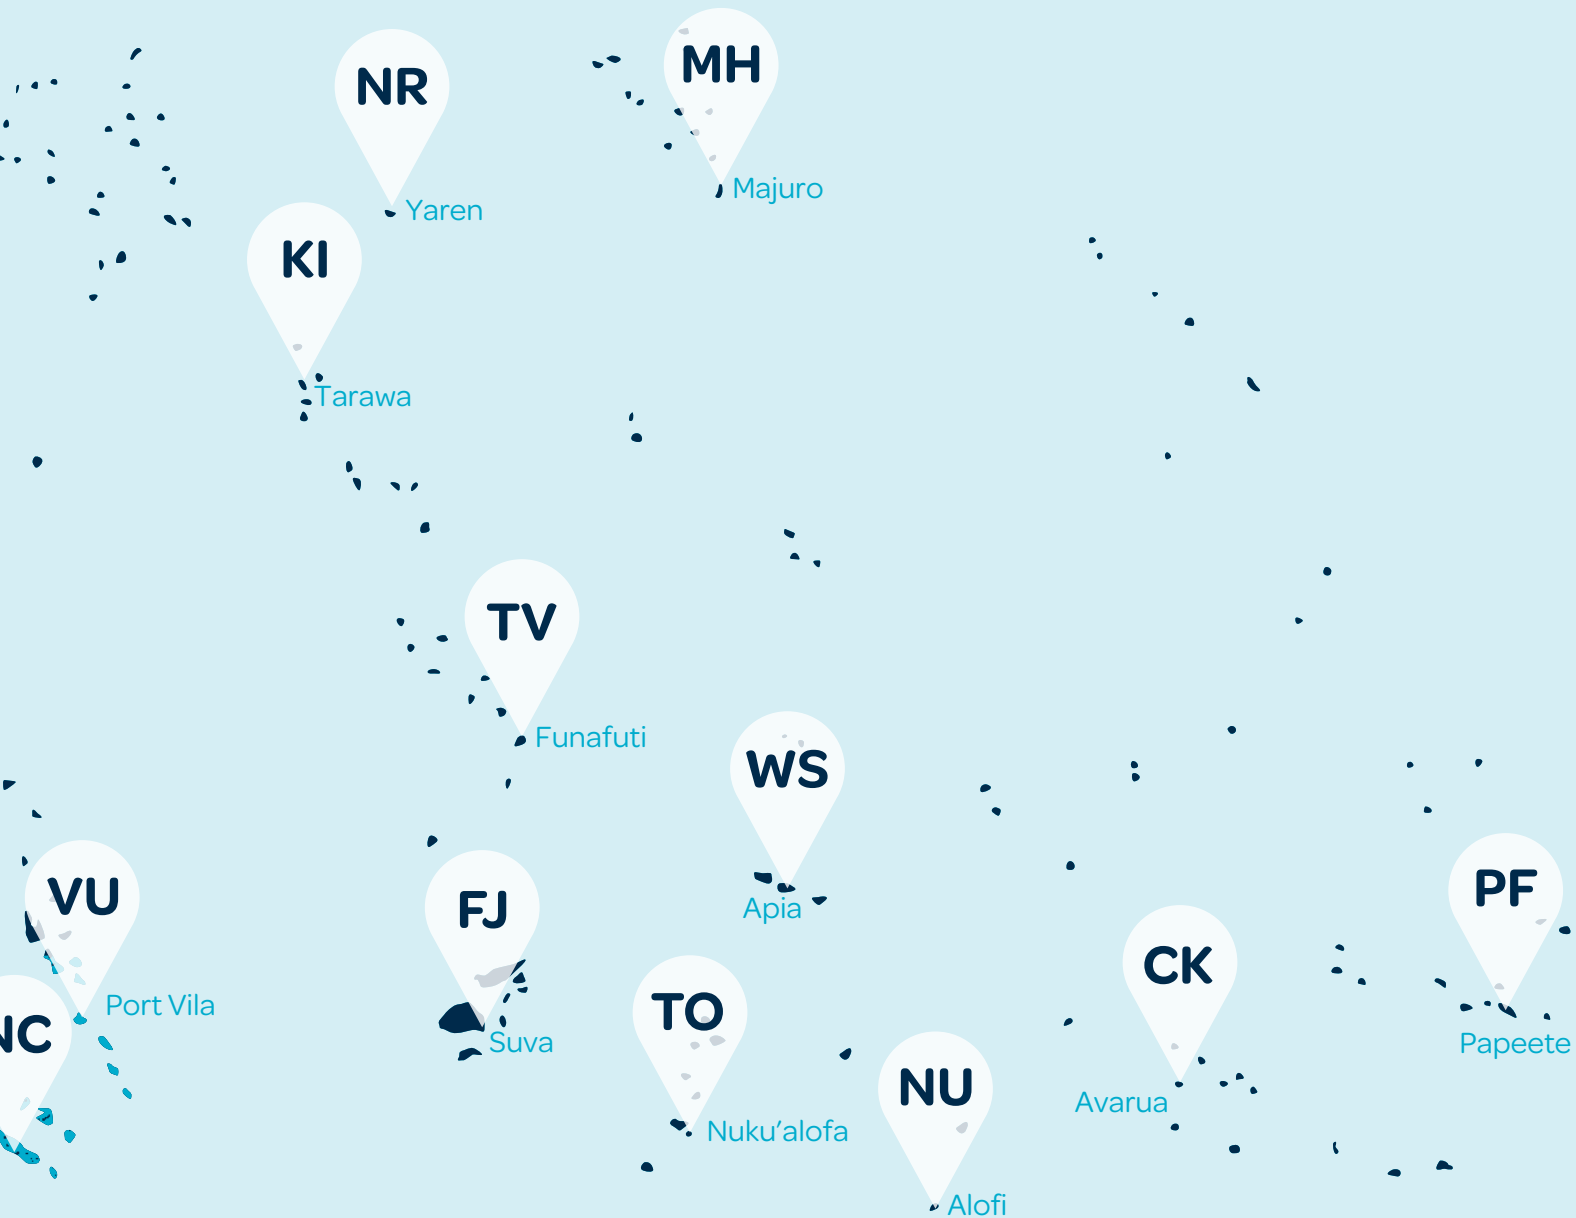 MH
NR
Majuro
Yaren
KI
Tarawa
TV
Funafuti
WS
VU
FJ
PF
Apia
CK
Port Vila
TO
NC
Suva
Papeete
NU
Avarua
Nuku’alofa
Alofi